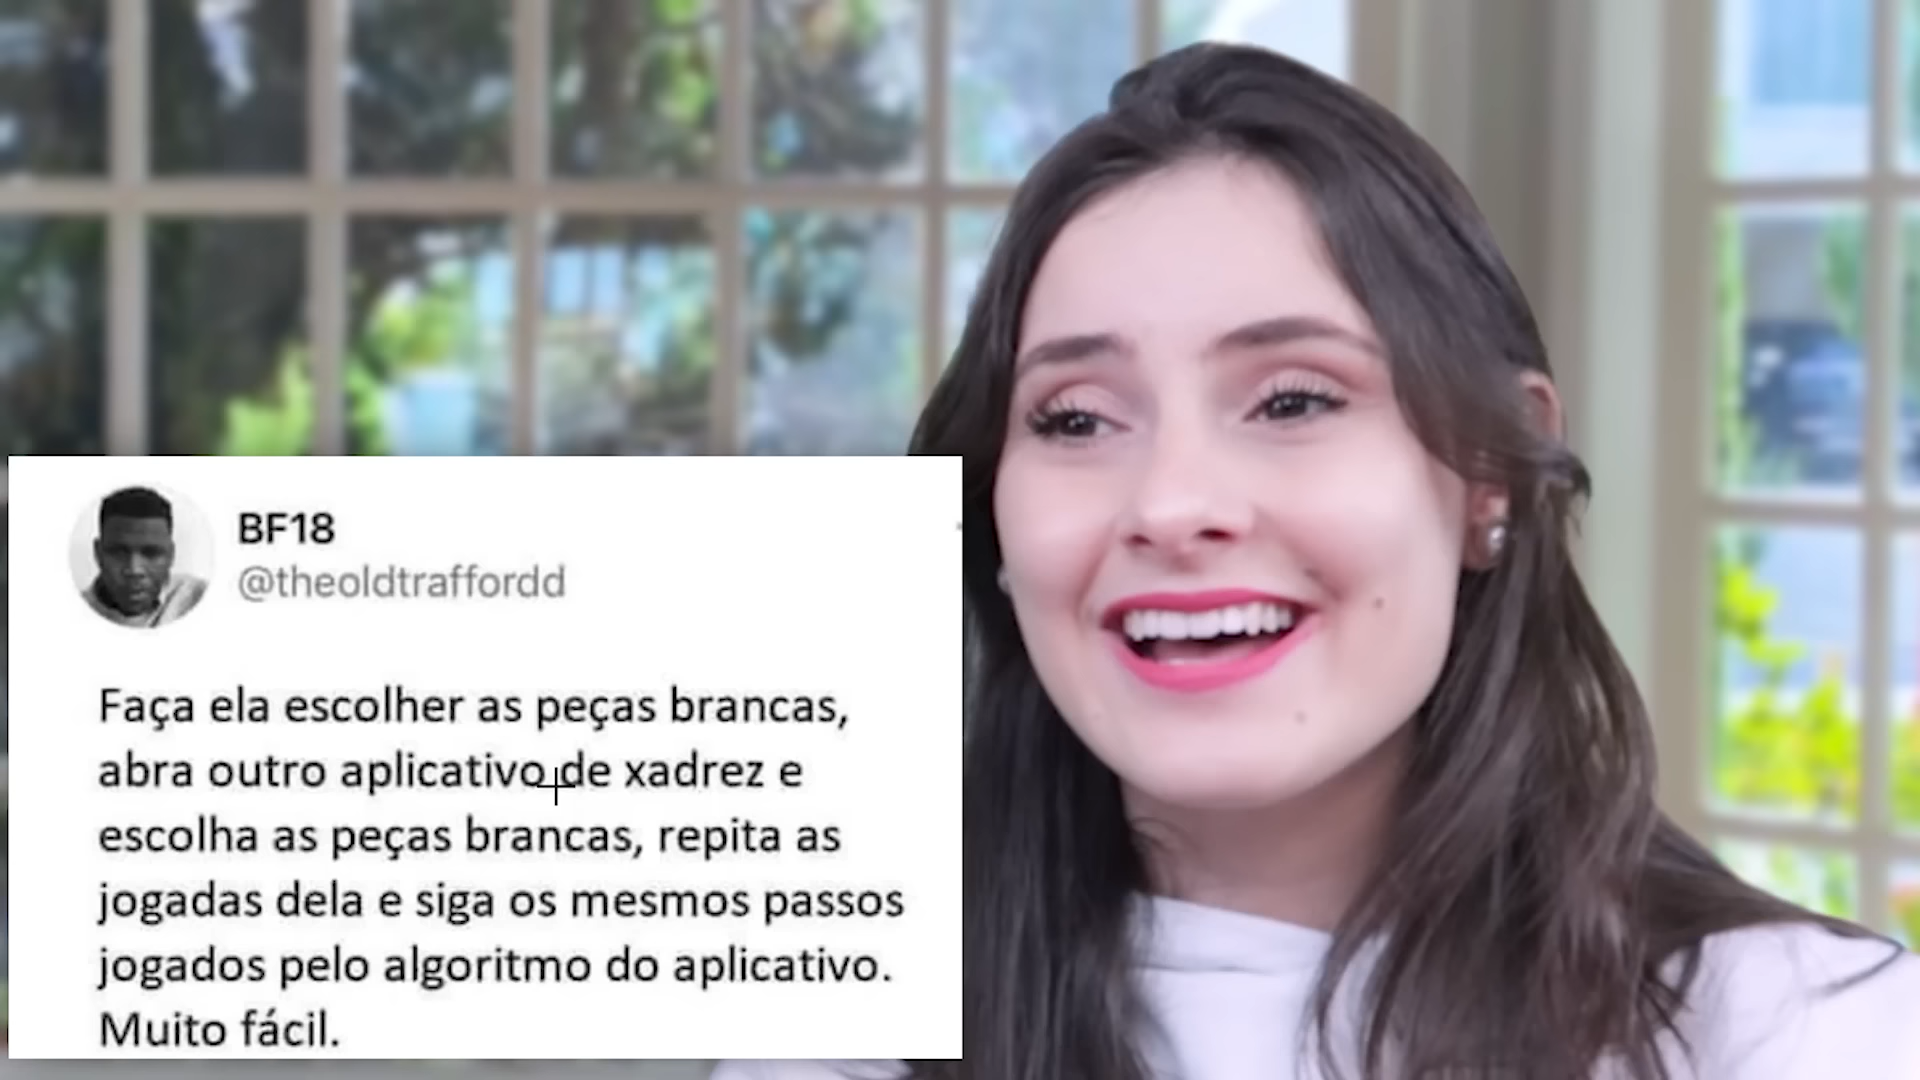 BF18
@theoldtraffordd
Faça ela escolher as peças brancas,
abra outro aplicativo de xadrez e
escolha as peças brancas, repita as
jogadas dela e siga os mesmos passos
jogados pelo algoritmo do aplicativo.
Muito fácil.